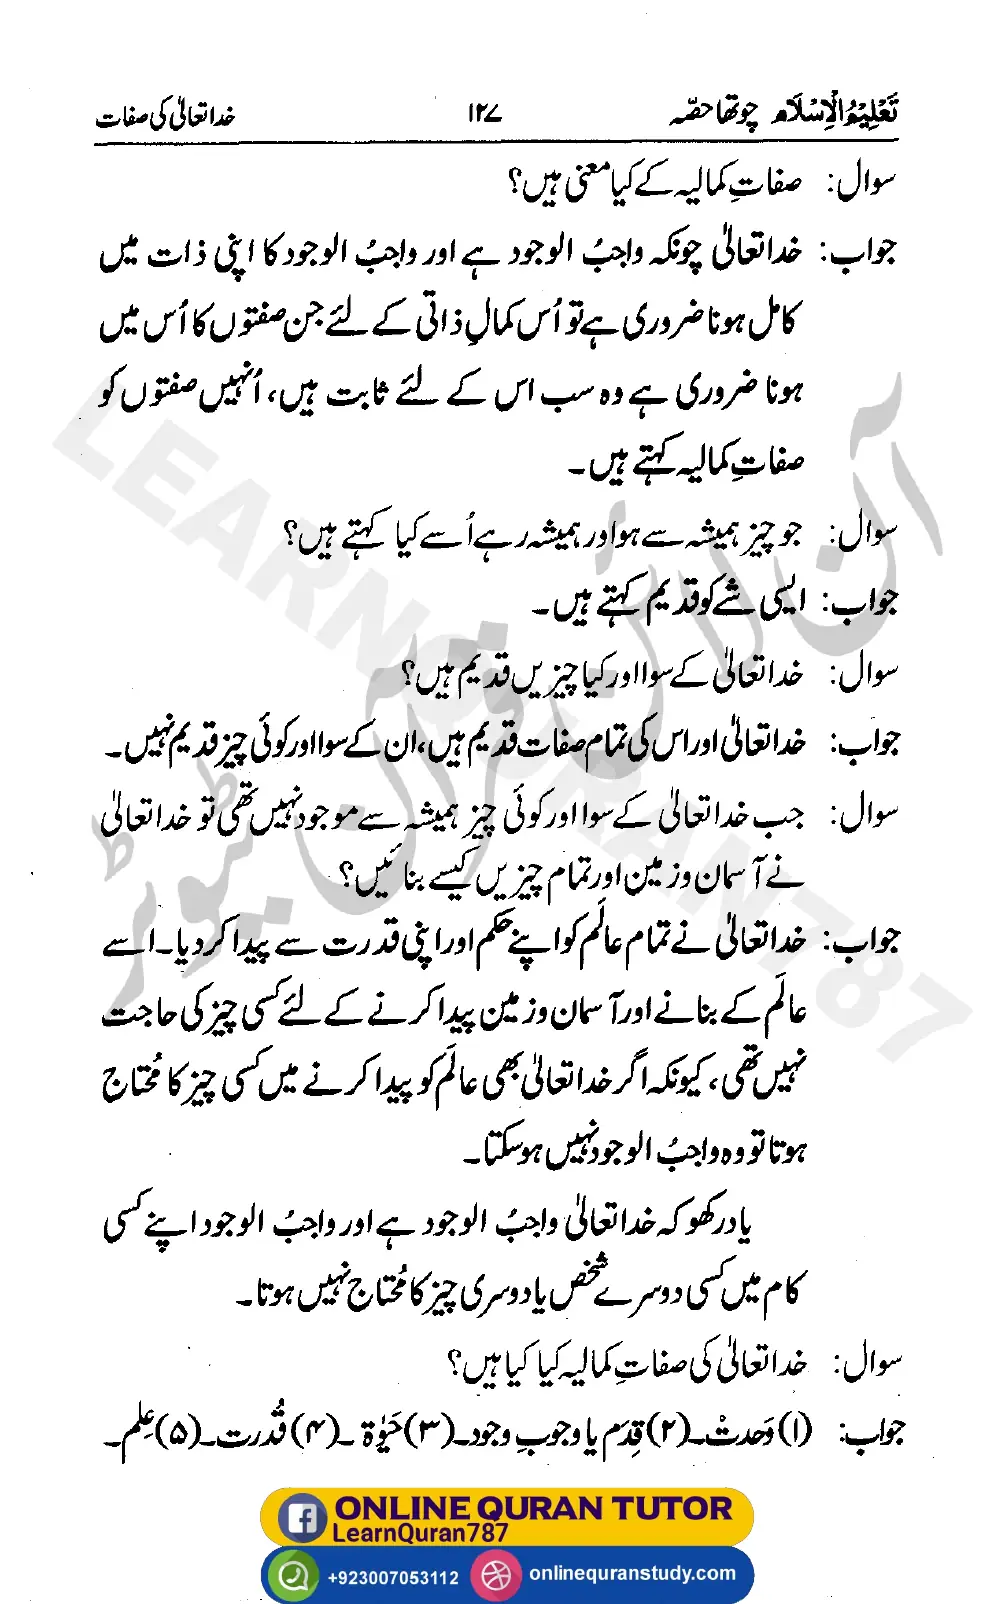 تَعْلِیْمُ الْاِسْلَام چوتھا حصّہ ۱۲۷ خدا تعالیٰ کی صفات
سوال: صفاتِ کمالیہ کے کیا معنی ہیں؟
جواب: خدا تعالیٰ چونکہ واجبُ الوجود ہے اور واجبُ الوجود کا اپنی ذات میں
کامل ہونا ضروری ہے تو اُس کمالِ ذاتی کے لئے جن صفتوں کا اُس میں
ہونا ضروری ہے وہ سب اس کے لئے ثابت ہیں، اُنہیں صفتوں کو
صفاتِ کمالیہ کہتے ہیں۔
سوال: جو چیز ہمیشہ سے ہو اور ہمیشہ رہے اُسے کیا کہتے ہیں؟
جواب: ایسی شے کو قدیم کہتے ہیں۔
سوال: خدا تعالیٰ کے سوا اور کیا چیزیں قدیم ہیں؟
جواب: خدا تعالیٰ اور اس کی تمام صفات قدیم ہیں، ان کے سوا اور کوئی چیز قدیم نہیں۔
سوال: جب خدا تعالیٰ کے سوا اور کوئی چیز ہمیشہ سے موجود نہیں تھی تو خدا تعالیٰ
نے آسمان و زمین اور تمام چیزیں کیسے بنائیں؟
جواب: خدا تعالیٰ نے تمام عالَم کو اپنے حکم اور اپنی قدرت سے پیدا کردیا۔ اسے
عالَم کے بنانے اور آسمان و زمین پیدا کرنے کے لئے کسی چیز کی حاجت
نہیں تھی، کیونکہ اگر خدا تعالیٰ بھی عالَم کو پیدا کرنے میں کسی چیز کا مُحتاج
ہوتا تو وہ واجبُ الوجود نہیں ہوسکتا۔
یاد رکھو کہ خدا تعالیٰ واجبُ الوجود ہے اور واجبُ الوجود اپنے کسی
کام میں کسی دوسرے شخص یا دوسری چیز کا مُحتاج نہیں ہوتا۔
سوال: خدا تعالیٰ کی صفاتِ کمالیہ کیا کیا ہیں؟
جواب: (۱) وَحدتْ۔ (۲) قِدَم یا وجوبِ وجود۔ (۳) حَیٰوۃ۔ (۴) قُدرت۔ (۵) عِلم۔
LEARNQURAN787
آن لائن قرآن ٹیوٹر
ONLINE QURAN TUTOR
LearnQuran787
+923007053112 onlinequranstudy.com